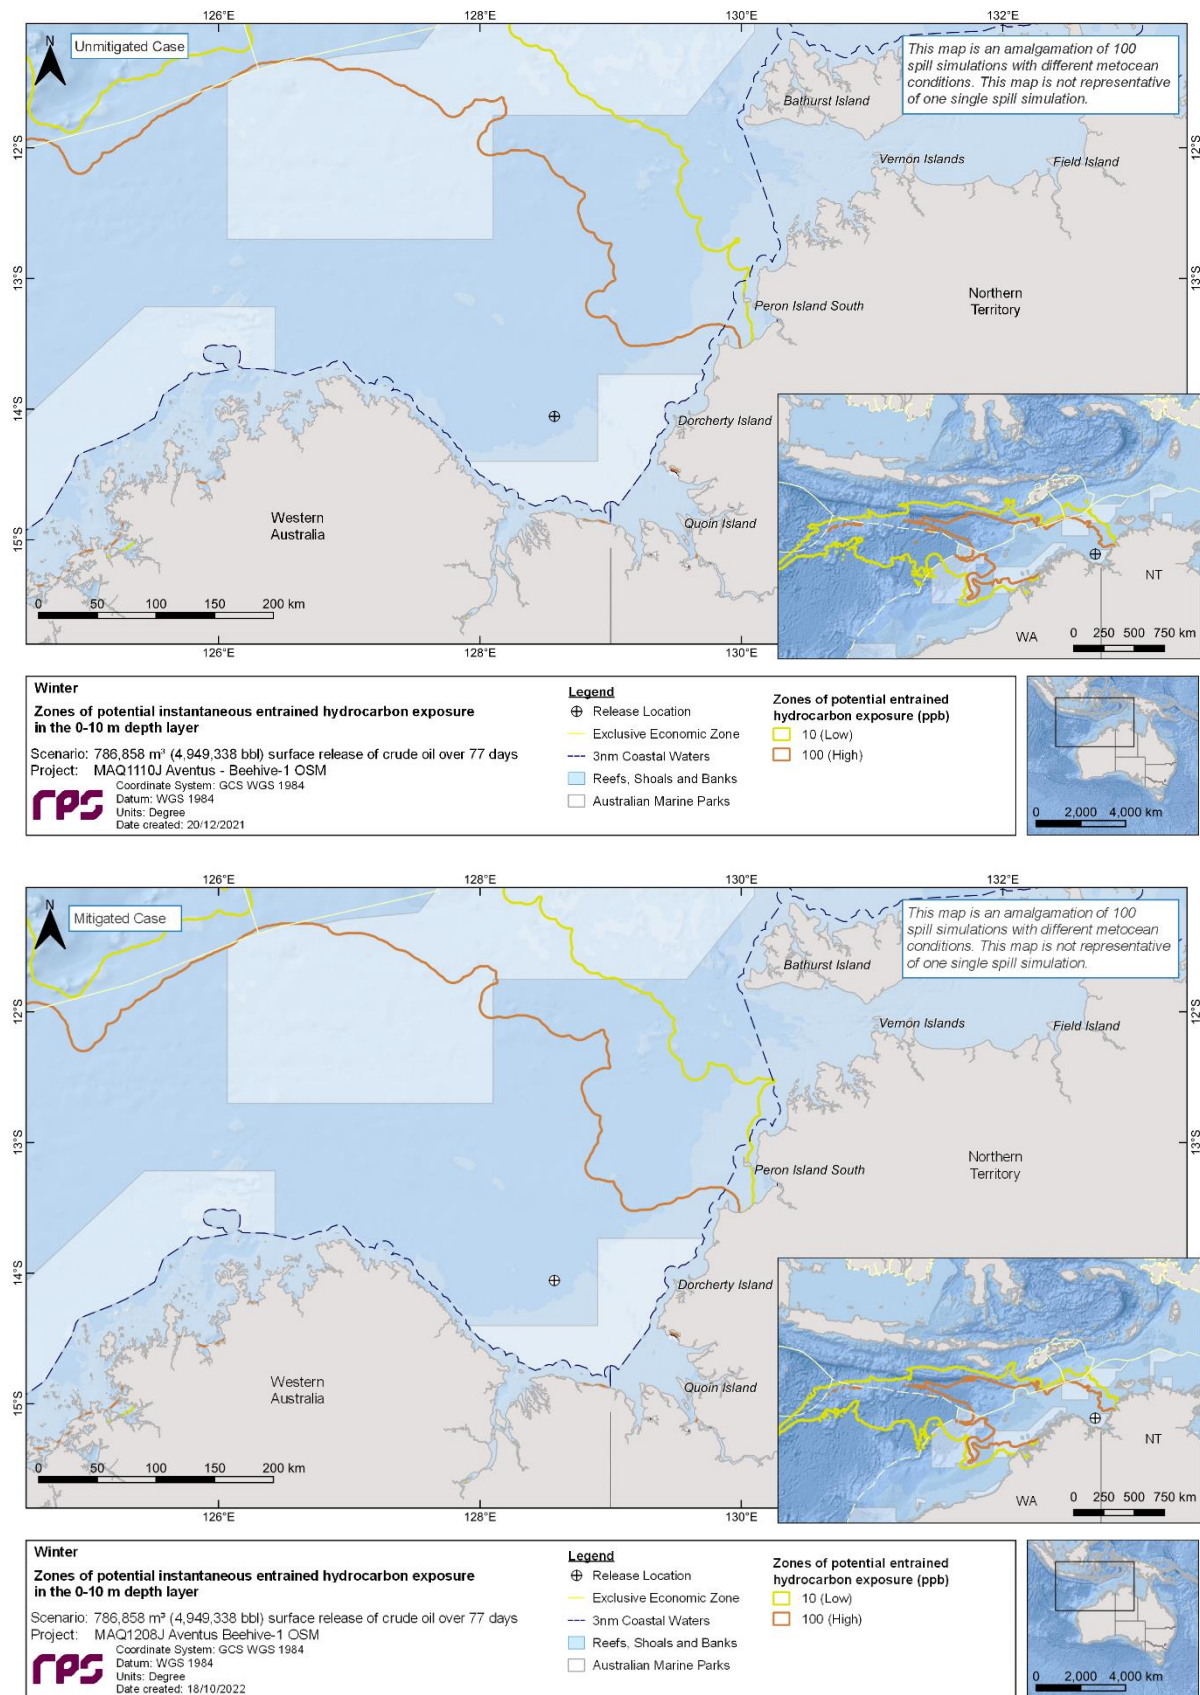 126°E
128°E
130°E
132°E
N
Unmitigated Case
This map is an amalgamation of 100
spill simulations with different metocean
conditions. This map is not representative
of one single spill simulation.
Bathurst Island
12°S
Vernon Islands
Field Island
12°S
13°S
Peron Island South
Northern
Territory
13°S
14°S
Dorcherty Island
Western
Australia
Quoin Island
15°S
NT
WA
0 50 100 150 200 km
0 250 500 750 km
126°E
128°E
130°E
Winter
Zones of potential instantaneous entrained hydrocarbon exposure
in the 0-10 m depth layer
Scenario: 786,858 m³ (4,949,338 bbl) surface release of crude oil over 77 days
Project: MAQ1110J Aventus - Beehive-1 OSM
rps
Coordinate System: GCS WGS 1984
Datum: WGS 1984
Units: Degree
Date created: 20/12/2021
Legend
Release Location
Exclusive Economic Zone
3nm Coastal Waters
Reefs, Shoals and Banks
Australian Marine Parks
Zones of potential entrained
hydrocarbon exposure (ppb)
10 (Low)
100 (High)
0 2,000 4,000 km
126°E
128°E
130°E
132°E
N
Mitigated Case
This map is an amalgamation of 100
spill simulations with different metocean
conditions. This map is not representative
of one single spill simulation.
Bathurst Island
12°S
Vernon Islands
Field Island
12°S
13°S
Peron Island South
Northern
Territory
13°S
14°S
Dorcherty Island
Western
Australia
Quoin Island
15°S
NT
WA
0 50 100 150 200 km
0 250 500 750 km
126°E
128°E
130°E
Winter
Zones of potential instantaneous entrained hydrocarbon exposure
in the 0-10 m depth layer
Scenario: 786,858 m³ (4,949,338 bbl) surface release of crude oil over 77 days
Project: MAQ1208J Aventus Beehive-1 OSM
rps
Coordinate System: GCS WGS 1984
Datum: WGS 1984
Units: Degree
Date created: 18/10/2022
Legend
Release Location
Exclusive Economic Zone
3nm Coastal Waters
Reefs, Shoals and Banks
Australian Marine Parks
Zones of potential entrained
hydrocarbon exposure (ppb)
10 (Low)
100 (High)
0 2,000 4,000 km